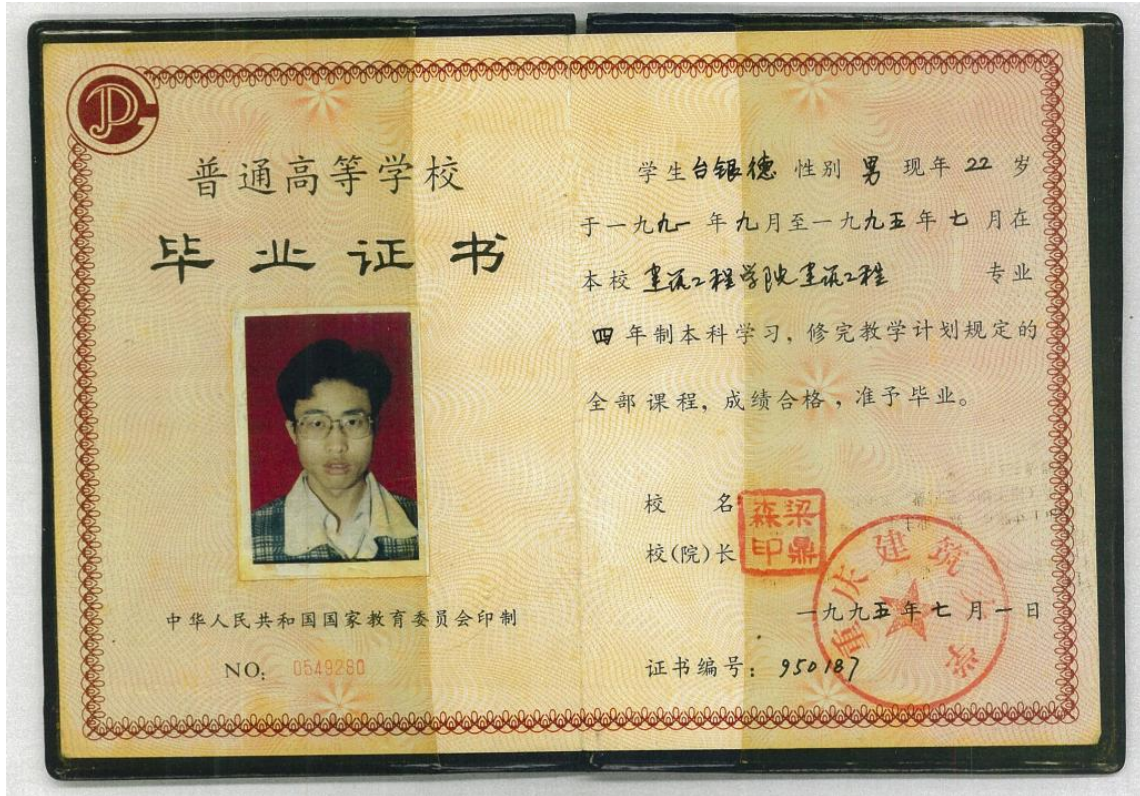 普通高等学校
毕业证书
中华人民共和国国家教育委员会印制
NO: 0549280
学生台银德 性别 男 现年 22 岁
于一九九一年九月至一九九五年七月在
本校 建筑工程学院建筑工程 专业
四年制本科学习,修完教学计划规定的
全部课程,成绩合格,准予毕业。
校 名
校(院)长
梁鼎森印
重庆建筑大学
一九九五年七月一日
证书编号:950187